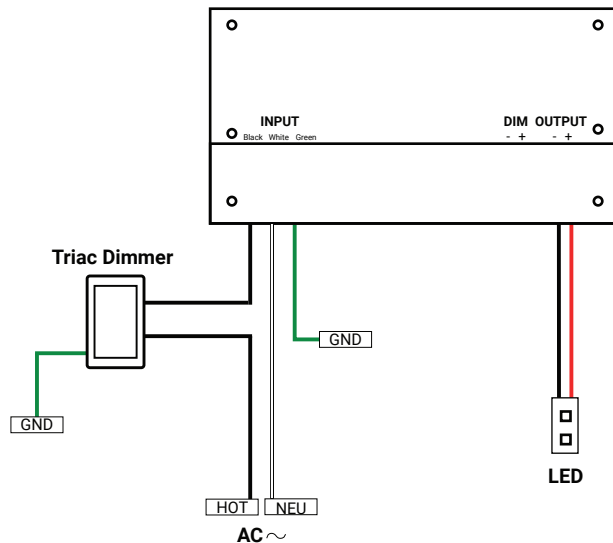 INPUT DIM OUTPUT
Black White Green - + - +
Triac Dimmer
GND
GND
HOT NEU
LED
AC ~